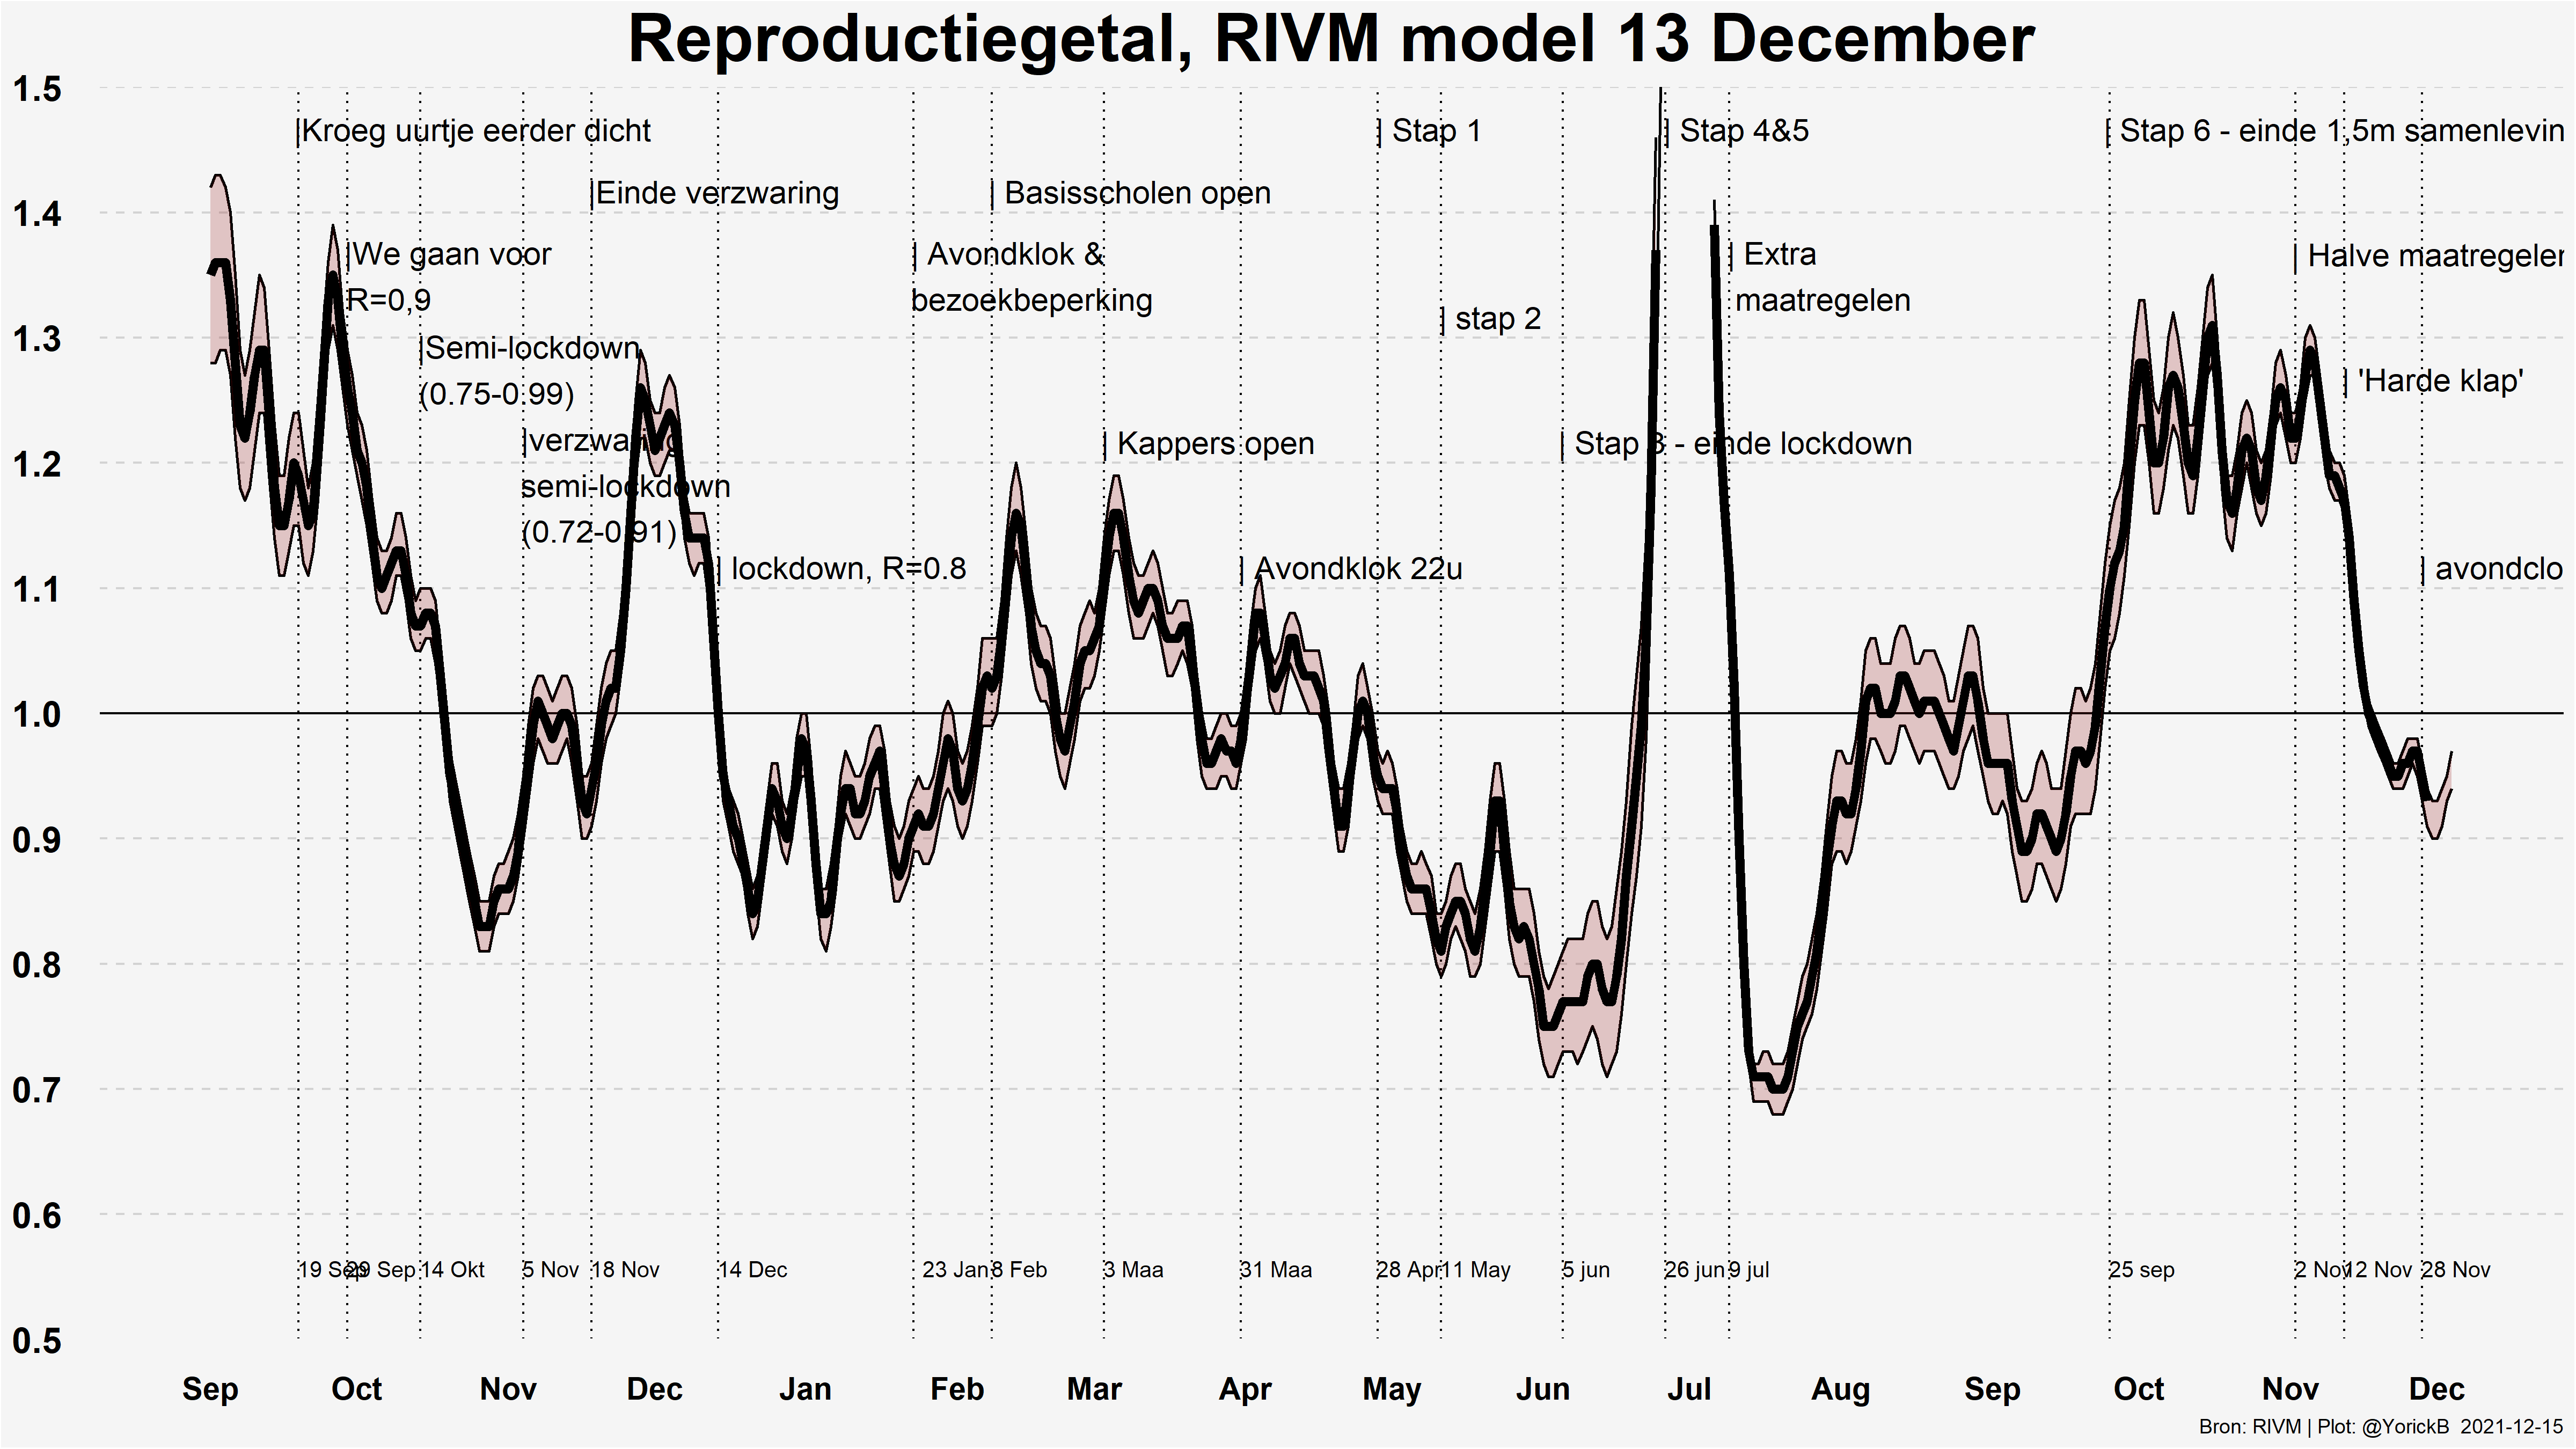 Reproductiegetal, RIVM model 13 December
1.5
1.4
1.3
1.2
1.1
1.0
0.9
0.8
0.7
0.6
0.5
|Kroeg uurtje eerder dicht
| Stap 1
| Stap 4&5
| Stap 6 - einde 1,5m samenlevin
|Einde verzwaring
| Basisscholen open
|We gaan voor
R=0,9
| Avondklok &
bezoekbeperking
| Extra
maatregelen
| Halve maatregelen
| stap 2
|Semi-lockdown
(0.75-0.99)
| 'Harde klap'
|verzwaring
semi-lockdown
(0.72-0.91)
| Kappers open
| Stap 3 - einde lockdown
| lockdown, R=0.8
| Avondklok 22u
| avondclo
19 Sep
29 Sep
14 Okt
5 Nov
18 Nov
14 Dec
23 Jan
8 Feb
3 Maa
31 Maa
28 Apr
11 May
5 jun
26 jun
9 jul
25 sep
2 Nov
12 Nov
28 Nov
Sep Oct Nov Dec Jan Feb Mar Apr May Jun Jul Aug Sep Oct Nov Dec
Bron: RIVM | Plot: @YorickB 2021-12-15